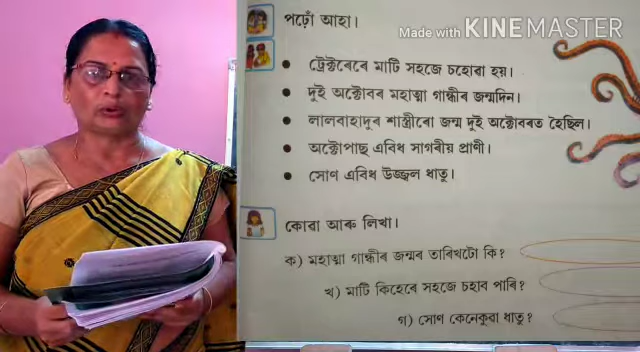 পঢ়োঁ আহা।
Made with KINEMASTER
ট্ৰেক্টৰেৰে মাটি সহজে চহোৱা হয়।
দুই অক্টোবৰ মহাত্মা গান্ধীৰ জন্মদিন।
লালবাহাদুৰ শাস্ত্ৰীৰো জন্ম দুই অক্টোবৰত হৈছিল।
অক্টোপাছ এবিধ সাগৰীয় প্ৰাণী।
সোণ এবিধ উজ্জ্বল ধাতু।
কোৱা আৰু লিখা।
ক) মহাত্মা গান্ধীৰ জন্মৰ তাৰিখটো কি?
খ) মাটি কিহেৰে সহজে চহাব পাৰি?
গ) সোণ কেনেকুৱা ধাতু?